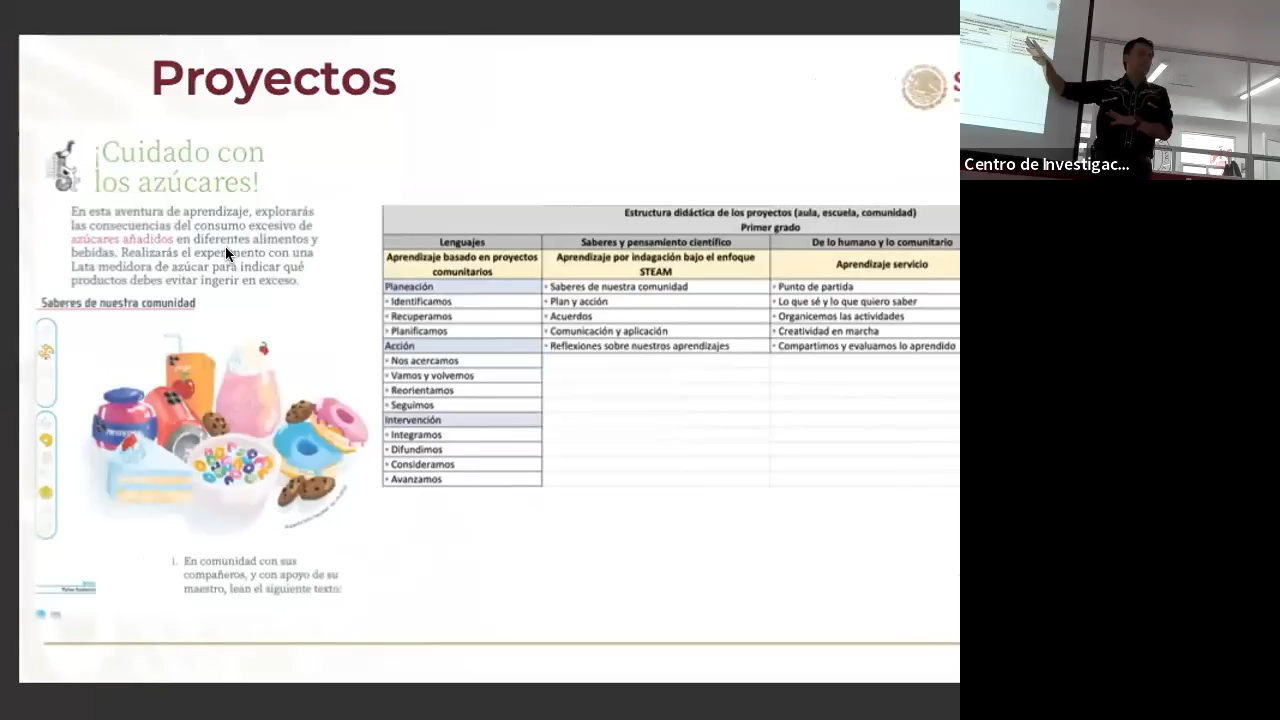 Proyectos
S
¡Cuidado con
los azúcares!
En esta aventura de aprendizaje, explorarás
las consecuencias del consumo excesivo de
azúcares añadidos en diferentes alimentos y
bebidas. Realizarás el experimento con una
Lata medidora de azúcar para indicar qué
productos debes evitar ingerir en exceso.
Saberes de nuestra comunidad
1. En comunidad con sus
compañeros, y con apoyo de su
maestro, lean el siguiente texto:
Estructura didáctica de los proyectos (aula, escuela, comunidad)
Primer grado
Lenguajes Saberes y pensamiento científico De lo humano y lo comunitario
Aprendizaje basado en proyectos comunitarios Aprendizaje por indagación bajo el enfoque STEAM Aprendizaje servicio
Planeación ◦ Saberes de nuestra comunidad ◦ Punto de partida
◦ Identificamos ◦ Plan y acción ◦ Lo que sé y lo que quiero saber
◦ Recuperamos ◦ Acuerdos ◦ Organicemos las actividades
◦ Planificamos ◦ Comunicación y aplicación ◦ Creatividad en marcha
Acción ◦ Reflexiones sobre nuestros aprendizajes ◦ Compartimos y evaluamos lo aprendido
◦ Nos acercamos
◦ Vamos y volvemos
◦ Reorientamos
◦ Seguimos
Intervención
◦ Integramos
◦ Difundimos
◦ Consideramos
◦ Avanzamos
Centro de Investigac...